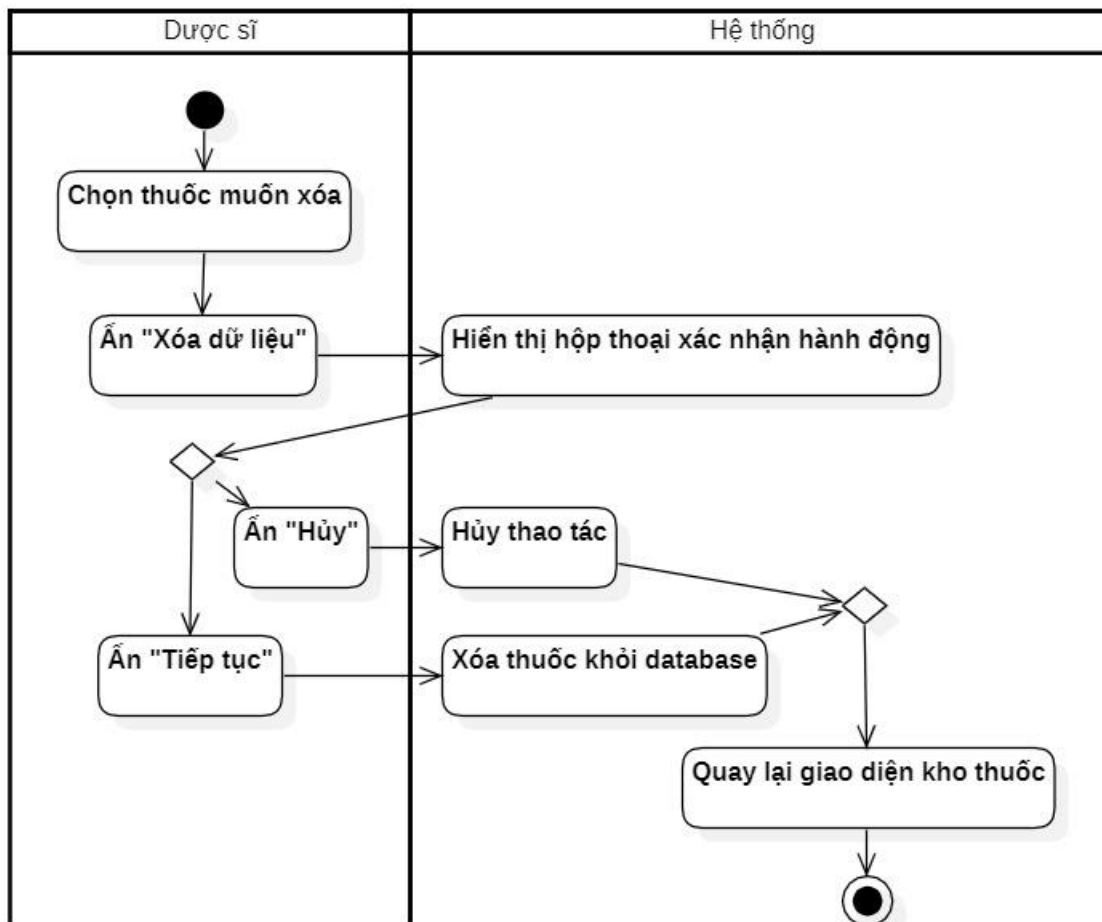 Dược sĩ
Hệ thống
Chọn thuốc muốn xóa
Ấn "Xóa dữ liệu"
Hiển thị hộp thoại xác nhận hành động
Ấn "Hủy"
Hủy thao tác
Ấn "Tiếp tục"
Xóa thuốc khỏi database
Quay lại giao diện kho thuốc